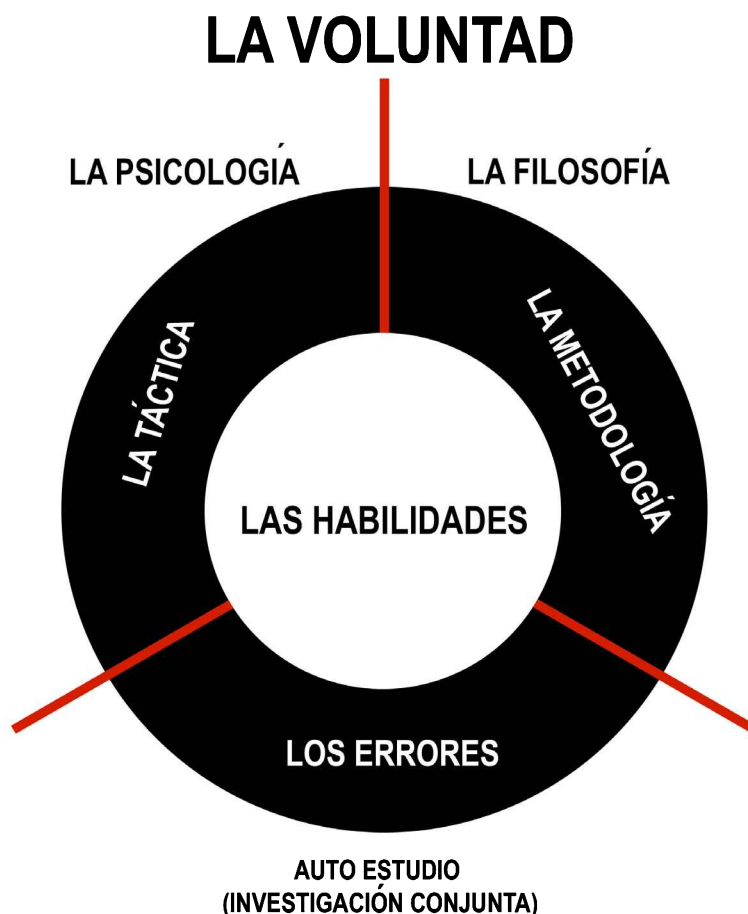 LA VOLUNTAD
LA PSICOLOGÍA
LA FILOSOFÍA
LA TÁCTICA
LA METODOLOGÍA
LAS HABILIDADES
LOS ERRORES
AUTO ESTUDIO
(INVESTIGACIÓN CONJUNTA)